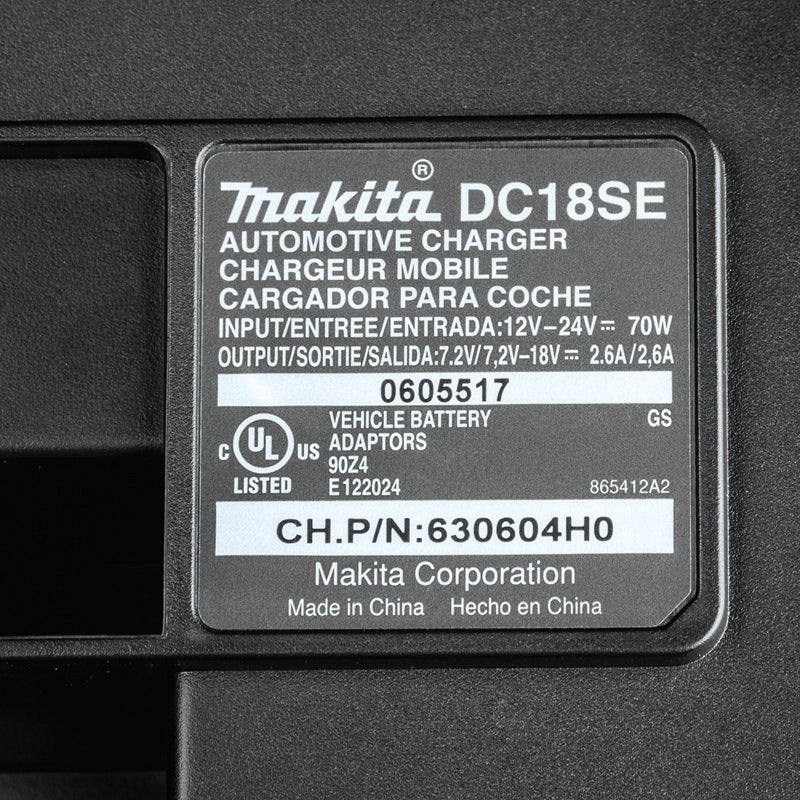 makita® DC18SE
AUTOMOTIVE CHARGER
CHARGEUR MOBILE
CARGADOR PARA COCHE
INPUT/ENTREE/ENTRADA:12V–24V⎓ 70W
OUTPUT/SORTIE/SALIDA:7.2V/7,2V–18V⎓ 2.6A/2,6A
0605517
C UL US LISTED
VEHICLE BATTERY GS
ADAPTORS
90Z4
E122024 865412A2
CH.P/N:630604H0
Makita Corporation
Made in China Hecho en China